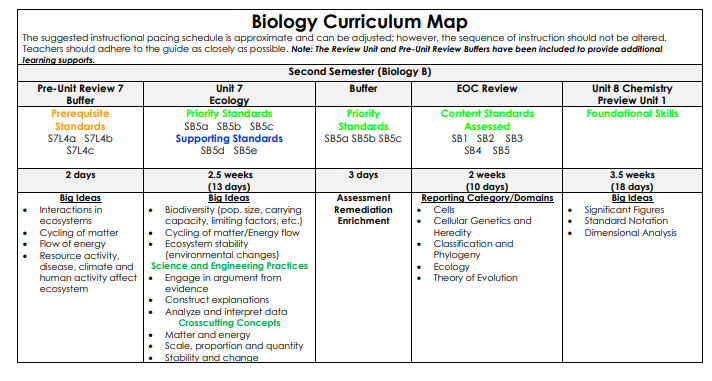 Biology Curriculum Map
The suggested instructional pacing schedule is approximate and can be adjusted; however, the sequence of instruction should not be altered.
Teachers should adhere to the guide as closely as possible. Note: The Review Unit and Pre-Unit Review Buffers have been included to provide additional
learning supports.
Second Semester (Biology B)
Pre-Unit Review 7
Buffer
Unit 7
Ecology
Buffer
EOC Review
Unit 8 Chemistry
Preview Unit 1
Prerequisite
Standards
S7L4a S7L4b
S7L4c
Priority Standards
SB5a SB5b SB5c
Supporting Standards
SB5d SB5e
Priority
Standards
SB5a SB5b SB5c
Content Standards
Assessed
SB1 SB2 SB3
SB4 SB5
Foundational Skills
2 days
2.5 weeks
(13 days)
3 days
2 weeks
(10 days)
3.5 weeks
(18 days)
Big Ideas
• Interactions in
ecosystems
• Cycling of matter
• Flow of energy
• Resource activity,
disease, climate and
human activity affect
ecosystem
Big Ideas
• Biodiversity (pop. size, carrying
capacity, limiting factors, etc.)
• Cycling of matter/Energy flow
• Ecosystem stability
(environmental changes)
Science and Engineering Practices
• Engage in argument from
evidence
• Construct explanations
• Analyze and interpret data
Crosscutting Concepts
• Matter and energy
• Scale, proportion and quantity
• Stability and change
Assessment
Remediation
Enrichment
Reporting Category/Domains
• Cells
• Cellular Genetics and
Heredity
• Classification and
Phylogeny
• Ecology
• Theory of Evolution
Big Ideas
• Significant Figures
• Standard Notation
• Dimensional Analysis